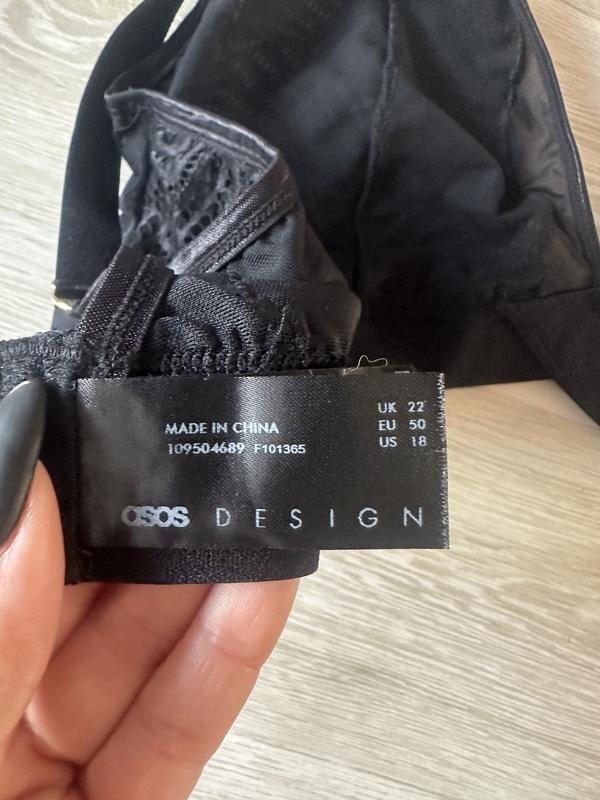 MADE IN CHINA
109504689 F101365
UK 22
EU 50
US 18
asos DESIGN